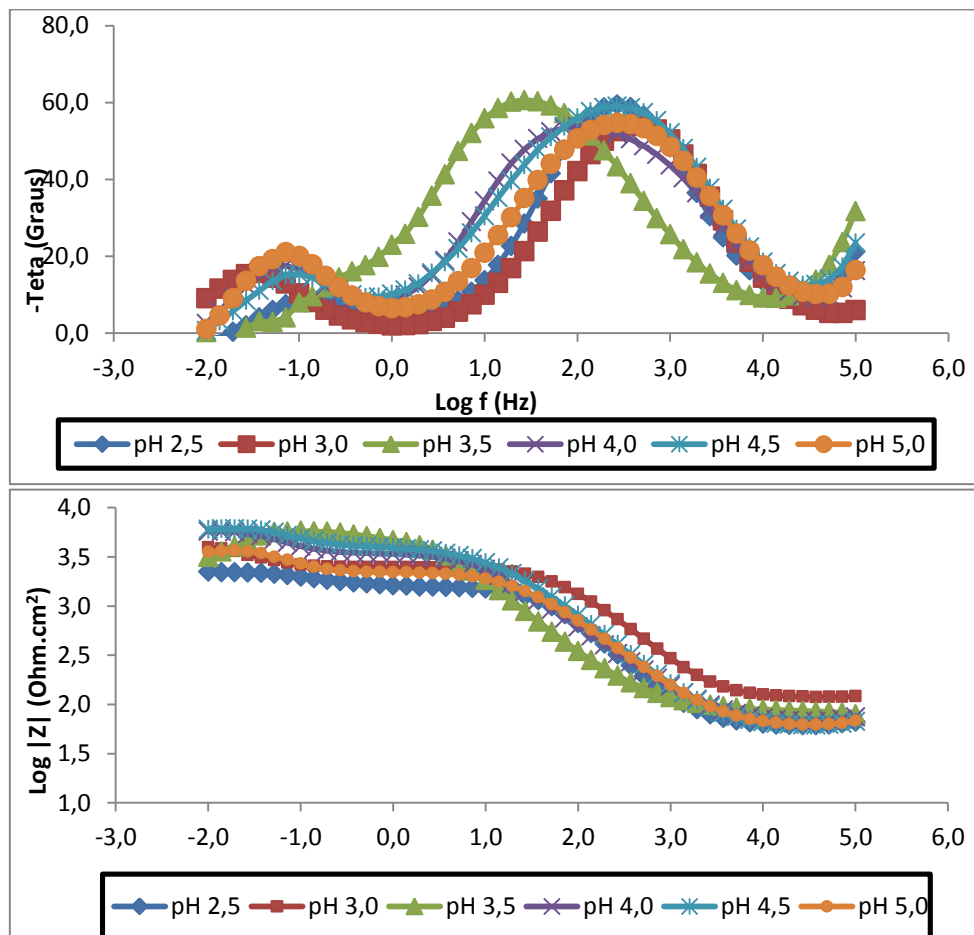 80,0
60,0
40,0
20,0
0,0
-Teta (Graus)
-3,0 -2,0 -1,0 0,0 1,0 2,0 3,0 4,0 5,0 6,0
Log f (Hz)
pH 2,5 pH 3,0 pH 3,5 pH 4,0 pH 4,5 pH 5,0
4,0
3,5
3,0
2,5
2,0
1,5
1,0
Log |Z| (Ohm.cm²)
-3,0 -2,0 -1,0 0,0 1,0 2,0 3,0 4,0 5,0 6,0
pH 2,5 pH 3,0 pH 3,5 pH 4,0 pH 4,5 pH 5,0